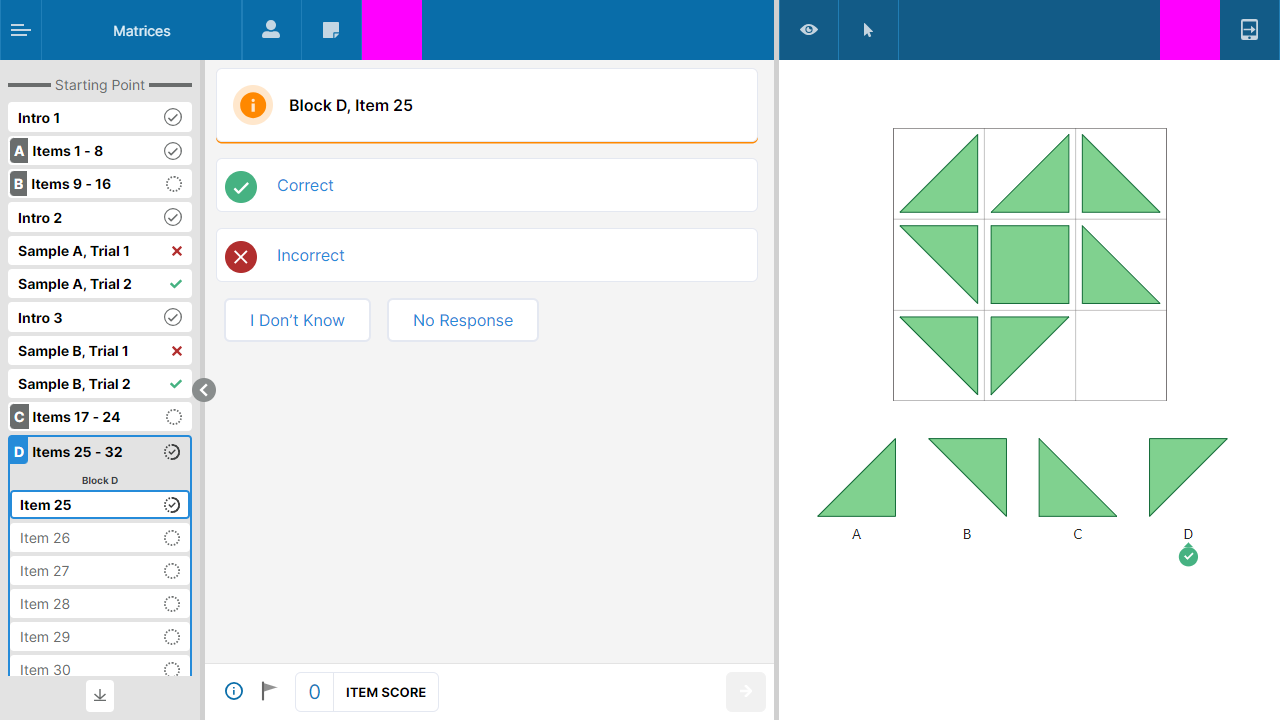 Matrices
Starting Point
Intro 1
A Items 1 - 8
B Items 9 - 16
Intro 2
Sample A, Trial 1
Sample A, Trial 2
Intro 3
Sample B, Trial 1
Sample B, Trial 2
C Items 17 - 24
D Items 25 - 32
Block D
Item 25
Item 26
Item 27
Item 28
Item 29
Item 30
Block D, Item 25
Correct
Incorrect
I Don’t Know No Response
0 ITEM SCORE
A B C D